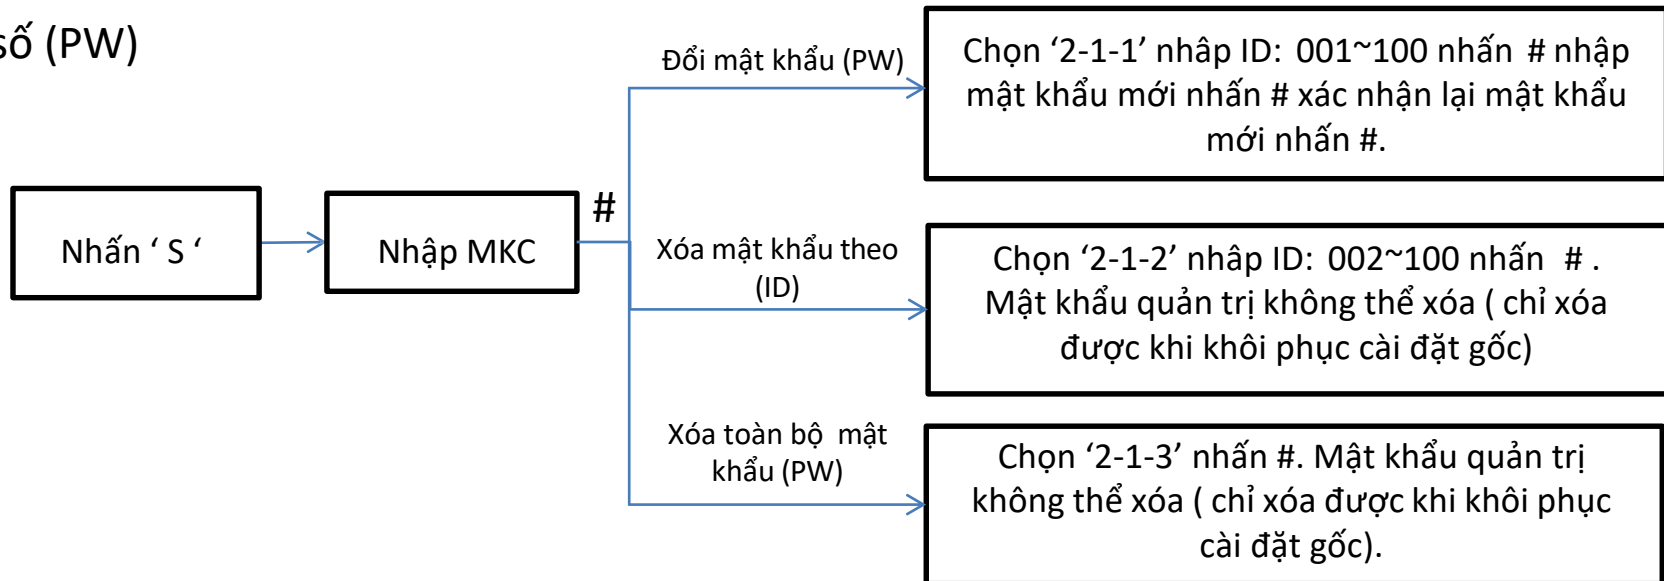 số (PW)
Đổi mật khẩu (PW)
Chọn ‘2-1-1’ nhâp ID: 001~100 nhấn # nhập
mật khẩu mới nhấn # xác nhận lại mật khẩu
mới nhấn #.
Nhấn ‘ S ‘
Nhập MKC
#
Xóa mật khẩu theo
(ID)
Chọn ‘2-1-2’ nhâp ID: 002~100 nhấn # .
Mật khẩu quản trị không thể xóa ( chỉ xóa
được khi khôi phục cài đặt gốc)
Xóa toàn bộ mật
khẩu (PW)
Chọn ‘2-1-3’ nhấn #. Mật khẩu quản trị
không thể xóa ( chỉ xóa được khi khôi phục
cài đặt gốc).